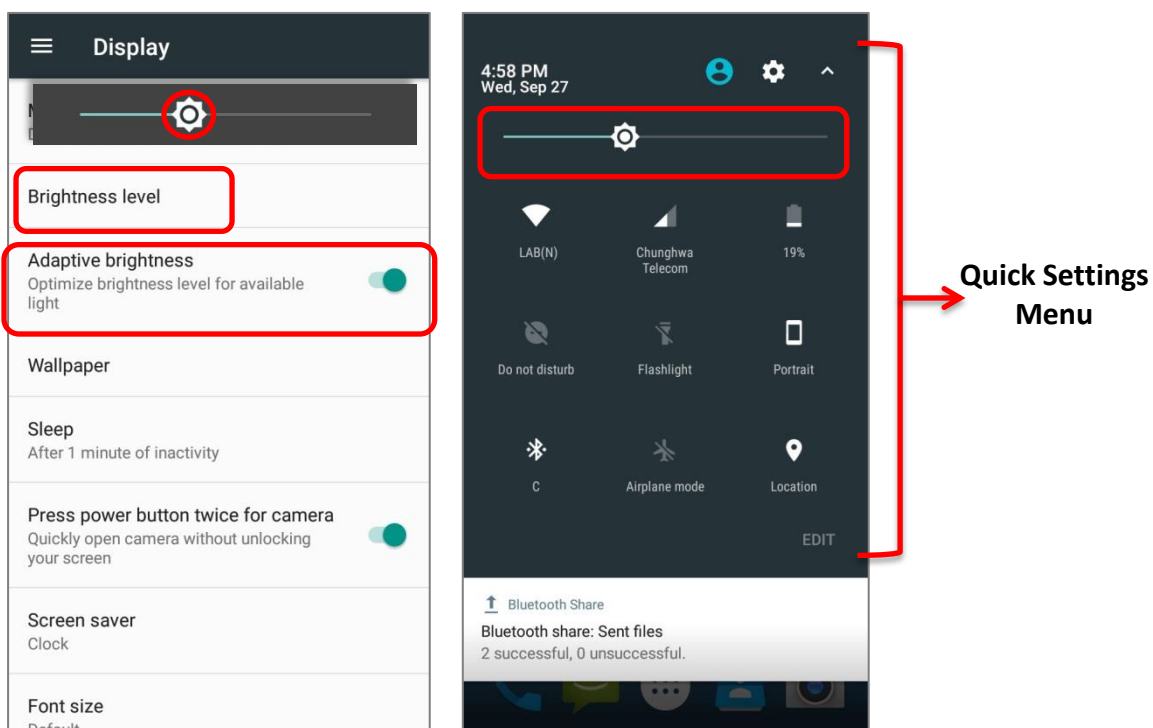 Display
Brightness level
Adaptive brightness
Optimize brightness level for available
light
Wallpaper
Sleep
After 1 minute of inactivity
Press power button twice for camera
Quickly open camera without unlocking
your screen
Screen saver
Clock
Font size
Default
4:58 PM
Wed, Sep 27
LAB(N)
Chunghwa
Telecom
19%
Do not disturb
Flashlight
Portrait
C
Airplane mode
Location
EDIT
Bluetooth Share
Bluetooth share: Sent files
2 successful, 0 unsuccessful.
Quick Settings
Menu